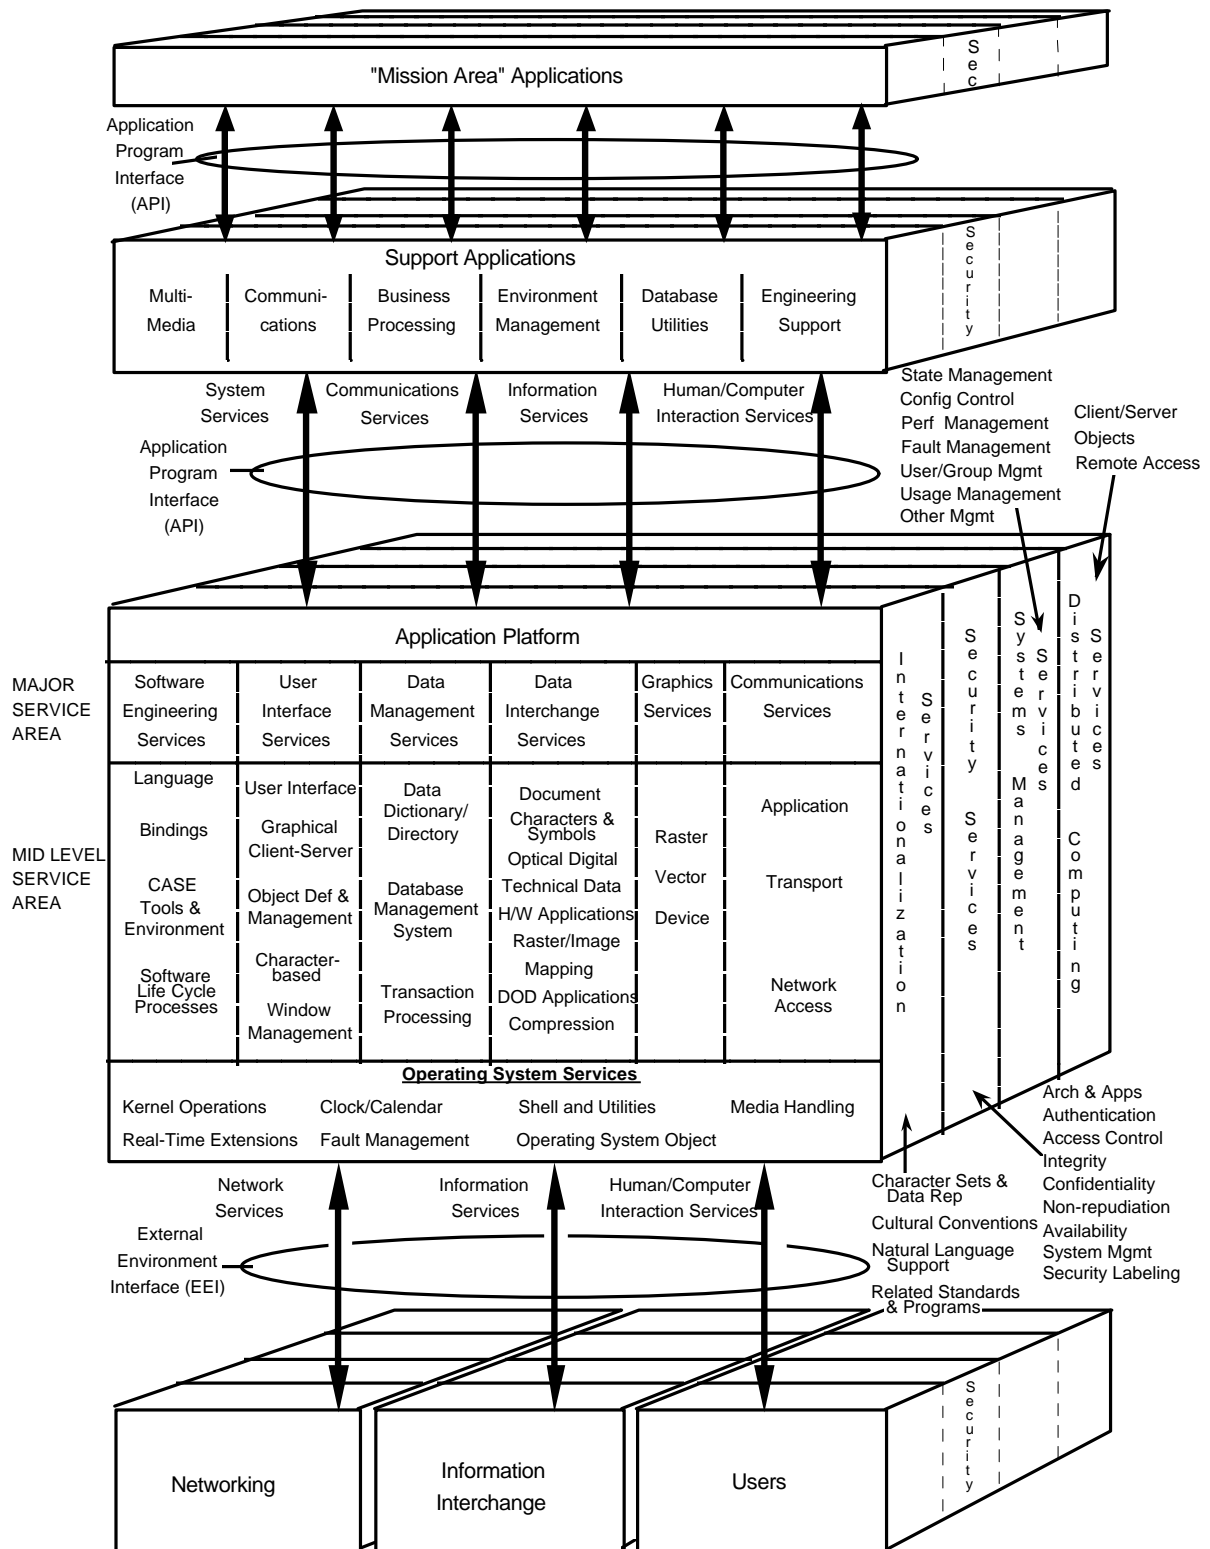 "Mission Area" Applications
Sec
Application
Program
Interface
(API)
Support Applications
Multi-
Media
Communi-
cations
Business
Processing
Environment
Management
Database
Utilities
Engineering
Support
Security
System
Services
Communications
Services
Information
Services
Human/Computer
Interaction Services
State Management
Config Control
Perf Management
Fault Management
User/Group Mgmt
Usage Management
Other Mgmt
Client/Server
Objects
Remote Access
Application
Program
Interface
(API)
Application Platform
MAJOR
SERVICE
AREA
Software
Engineering
Services
User
Interface
Services
Data
Management
Services
Data
Interchange
Services
Graphics
Services
Communications
Services
MID LEVEL
SERVICE
AREA
Language
Bindings
CASE
Tools &
Environment
Software
Life Cycle
Processes
User Interface
Graphical
Client-Server
Object Def &
Management
Character-
based
Window
Management
Data
Dictionary/
Directory
Database
Management
System
Transaction
Processing
Document
Characters &
Symbols
Optical Digital
Technical Data
H/W Applications
Raster/Image
Mapping
DOD Applications
Compression
Raster
Vector
Device
Application
Transport
Network
Access
Internationalization
Services
Security Services
Systems Management
Services
Distributed Computing
Services
Operating System Services
Kernel Operations
Clock/Calendar
Shell and Utilities
Media Handling
Real-Time Extensions
Fault Management
Operating System Object
Arch & Apps
Authentication
Access Control
Integrity
Confidentiality
Non-repudiation
Availability
System Mgmt
Security Labeling
Character Sets &
Data Rep
Cultural Conventions
Natural Language
Support
Related Standards
& Programs
Network
Services
Information
Services
Human/Computer
Interaction Services
External
Environment
Interface (EEI)
Networking
Information
Interchange
Users
Security